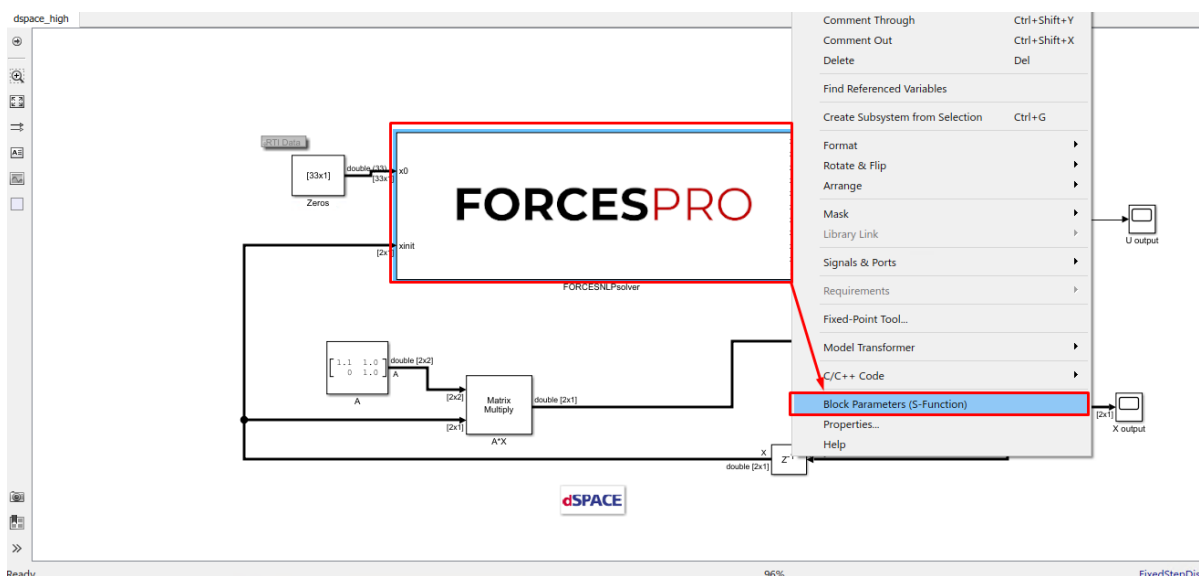 dspace_high
Comment Through Ctrl+Shift+Y
Comment Out Ctrl+Shift+X
Delete Del
Find Referenced Variables
Create Subsystem from Selection Ctrl+G
Format
Rotate & Flip
Arrange
Mask
Library Link
Signals & Ports
Requirements
Fixed-Point Tool...
Model Transformer
C/C++ Code
Block Parameters (S-Function)
Properties...
Help
RTI Data
[33x1]
Zeros
double (33)
[33x1]
x0
FORCESPRO
xinit
[2x1]
FORCESNLPsolver
U output
1.1 1.0
0 1.0
double [2x2]
A
A
[2x2]
Matrix
Multiply
double [2x1]
[2x1]
A*X
X
double [2x1]
[2x1]
X output
dSPACE
Ready
96%